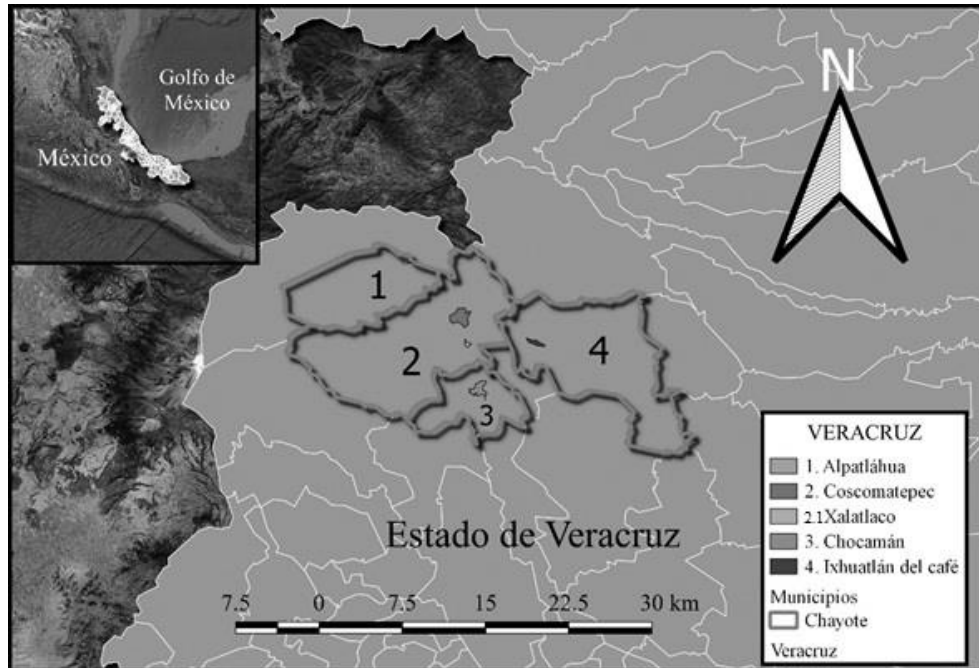 Golfo de
México
México
N
1
2
3
4
Estado de Veracruz
7.5 0 7.5 15 22.5 30 km
VERACRUZ
1. Alpatláhua
2. Coscomatepec
2.1Xalatlaco
3. Chocamán
4. Ixhuatlán del café
Municipios
Chayote
Veracruz